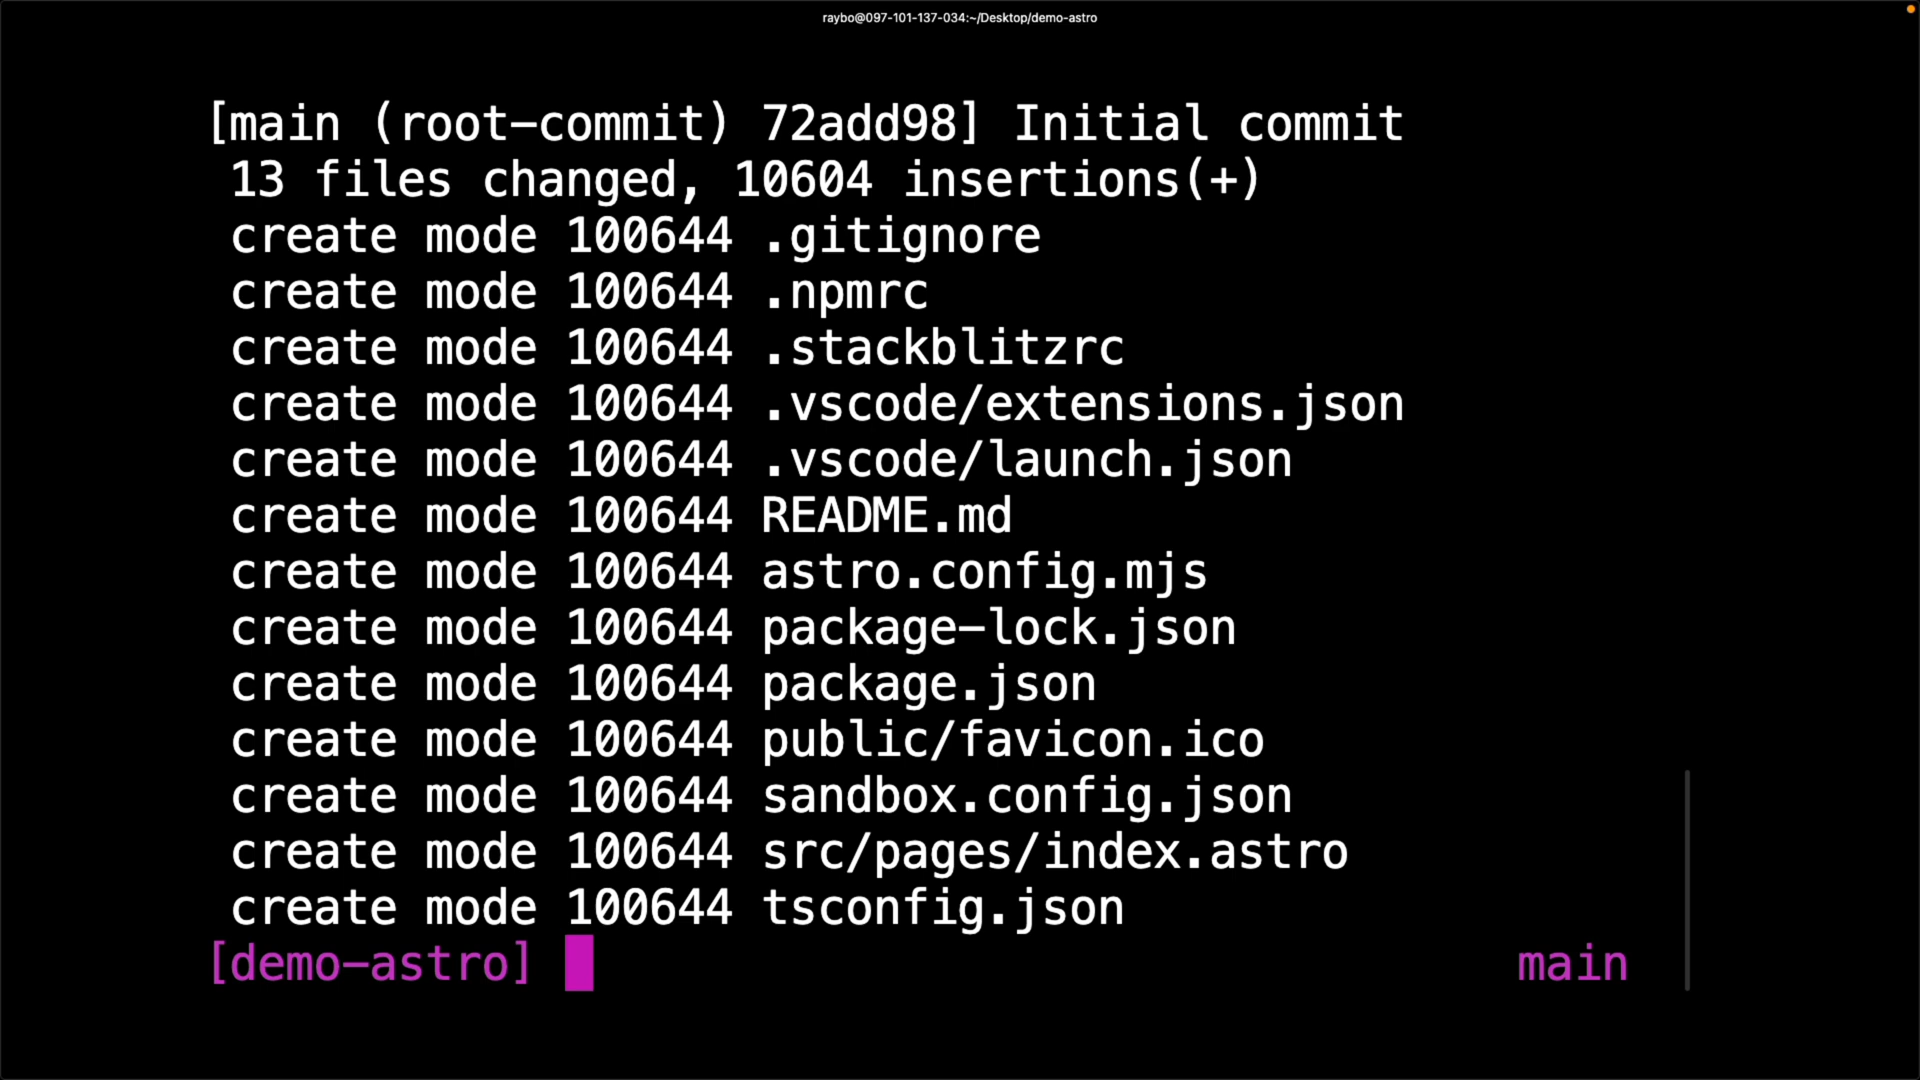 raybo@097-101-137-034:~/Desktop/demo-astro
[main (root-commit) 72add98] Initial commit
13 files changed, 10604 insertions(+)
create mode 100644 .gitignore
create mode 100644 .npmrc
create mode 100644 .stackblitzrc
create mode 100644 .vscode/extensions.json
create mode 100644 .vscode/launch.json
create mode 100644 README.md
create mode 100644 astro.config.mjs
create mode 100644 package-lock.json
create mode 100644 package.json
create mode 100644 public/favicon.ico
create mode 100644 sandbox.config.json
create mode 100644 src/pages/index.astro
create mode 100644 tsconfig.json
[demo-astro] main